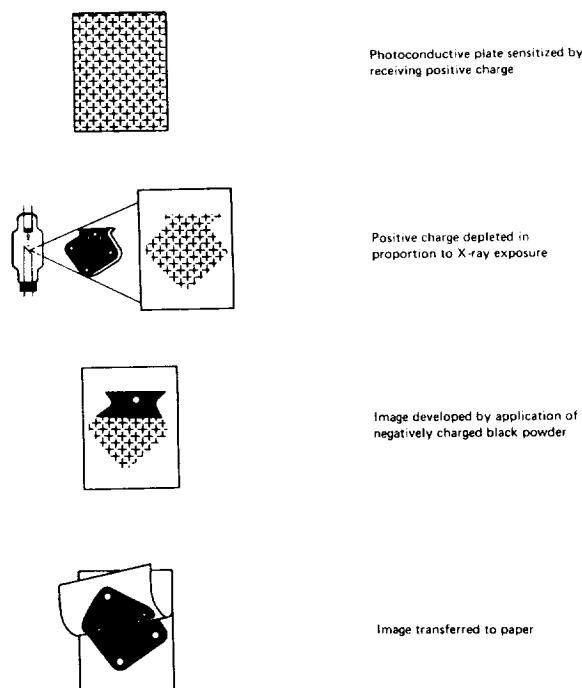 Photoconductive plate sensitized by
receiving positive charge
Positive charge depleted in
proportion to X-ray exposure
Image developed by application of
negatively charged black powder
Image transferred to paper